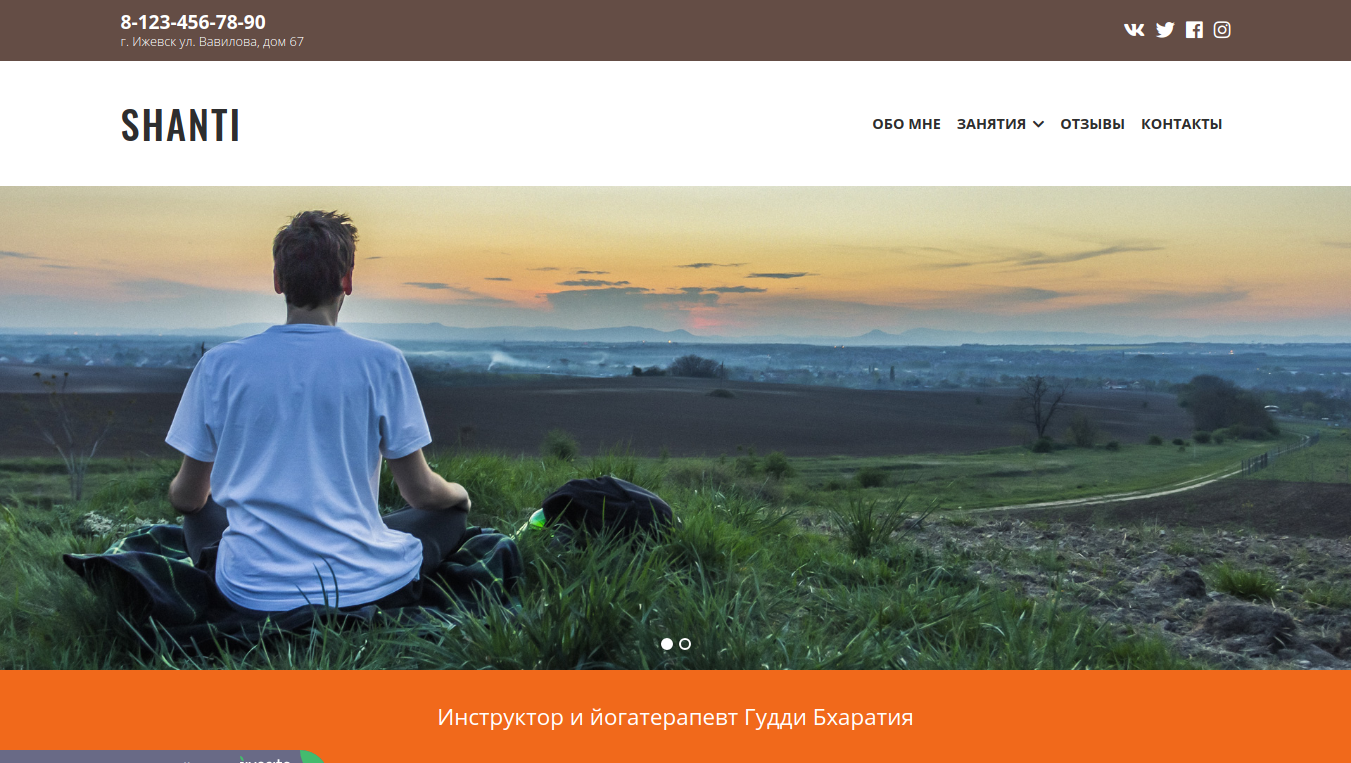 8-123-456-78-90
г. Ижевск ул. Вавилова, дом 67
SHANTI
ОБО МНЕ ЗАНЯТИЯ ОТЗЫВЫ КОНТАКТЫ
Инструктор и йогатерапевт Гудди Бхаратия